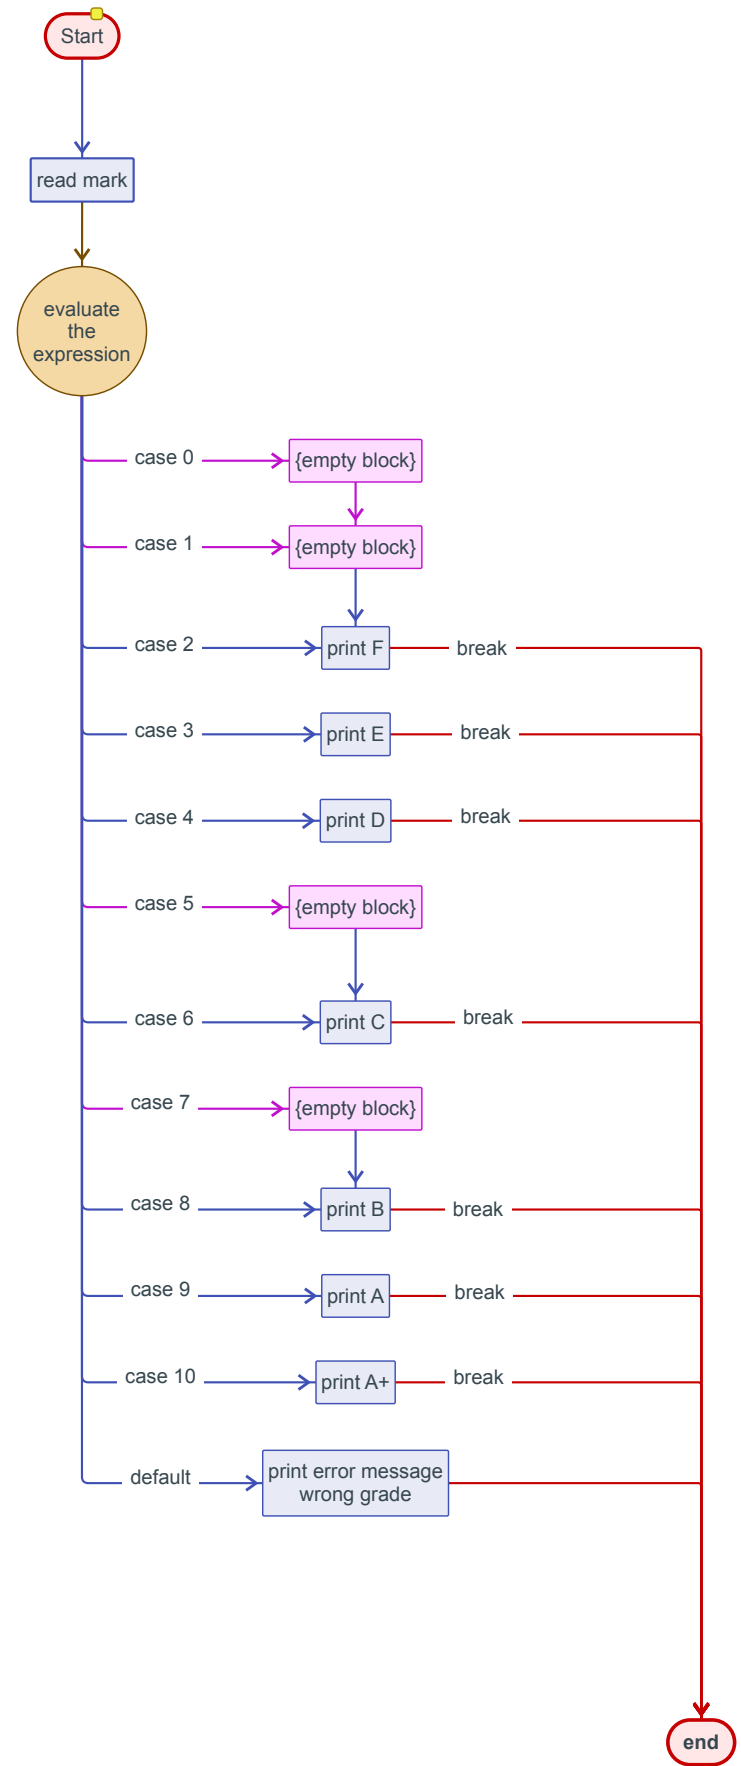 Start
read mark
evaluate
the
expression
case 0 {empty block}
case 1 {empty block}
case 2 print F break
case 3 print E break
case 4 print D break
case 5 {empty block}
case 6 print C break
case 7 {empty block}
case 8 print B break
case 9 print A break
case 10 print A+ break
default print error message
wrong grade
end